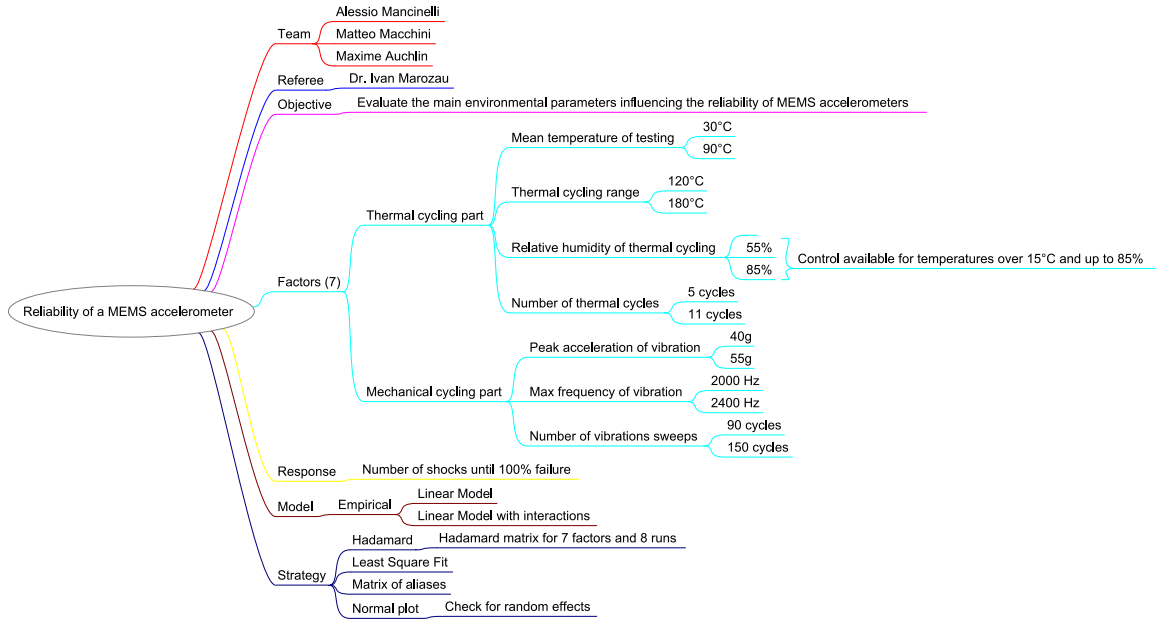 Reliability of a MEMS accelerometer
Team
Alessio Mancinelli
Matteo Macchini
Maxime Auchlin
Referee
Dr. Ivan Marozau
Objective
Evaluate the main environmental parameters influencing the reliability of MEMS accelerometers
Factors (7)
Thermal cycling part
Mean temperature of testing
30°C
90°C
Thermal cycling range
120°C
180°C
Relative humidity of thermal cycling
55%
85%
Control available for temperatures over 15°C and up to 85%
Number of thermal cycles
5 cycles
11 cycles
Mechanical cycling part
Peak acceleration of vibration
40g
55g
Max frequency of vibration
2000 Hz
2400 Hz
Number of vibrations sweeps
90 cycles
150 cycles
Response
Number of shocks until 100% failure
Model
Empirical
Linear Model
Linear Model with interactions
Strategy
Hadamard
Hadamard matrix for 7 factors and 8 runs
Least Square Fit
Matrix of aliases
Normal plot
Check for random effects